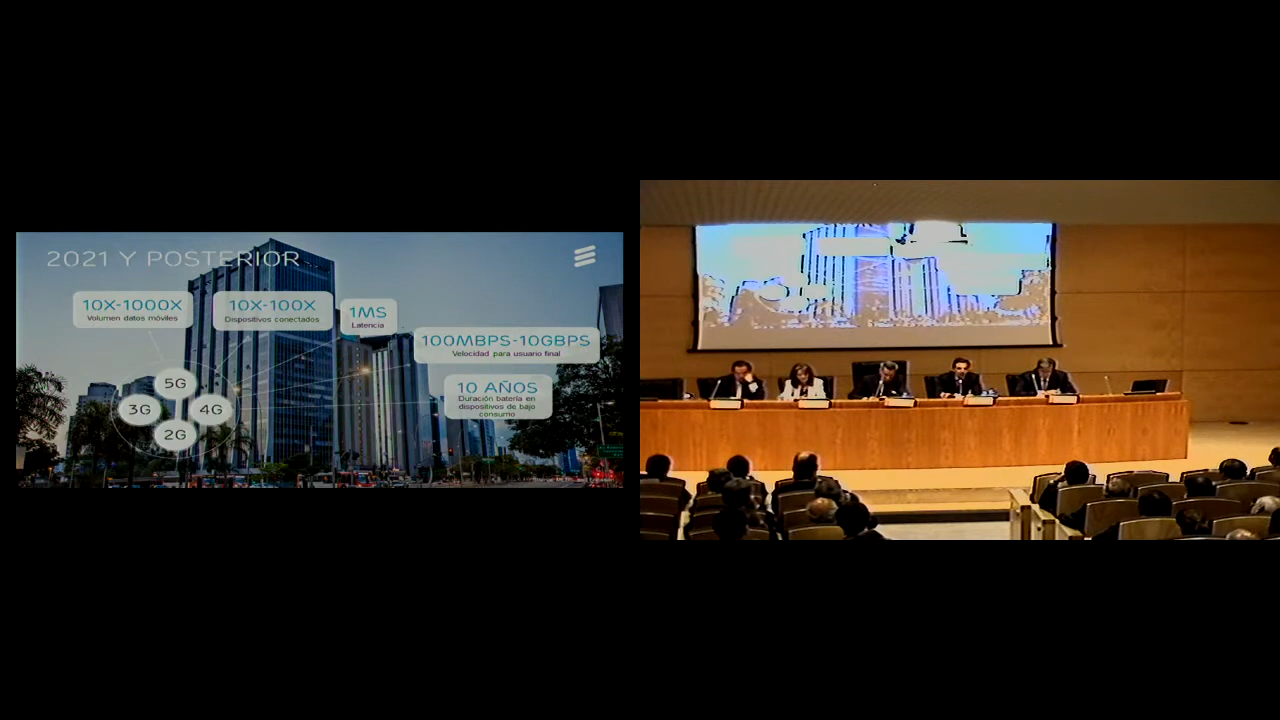 2021 Y POSTERIOR
10X-1000X
Volumen datos móviles
10X-100X
Dispositivos conectados
1MS
Latencia
100MBPS-10GBPS
Velocidad para usuario final
10 AÑOS
Duración batería en
dispositivos de bajo
consumo
5G
3G
4G
2G